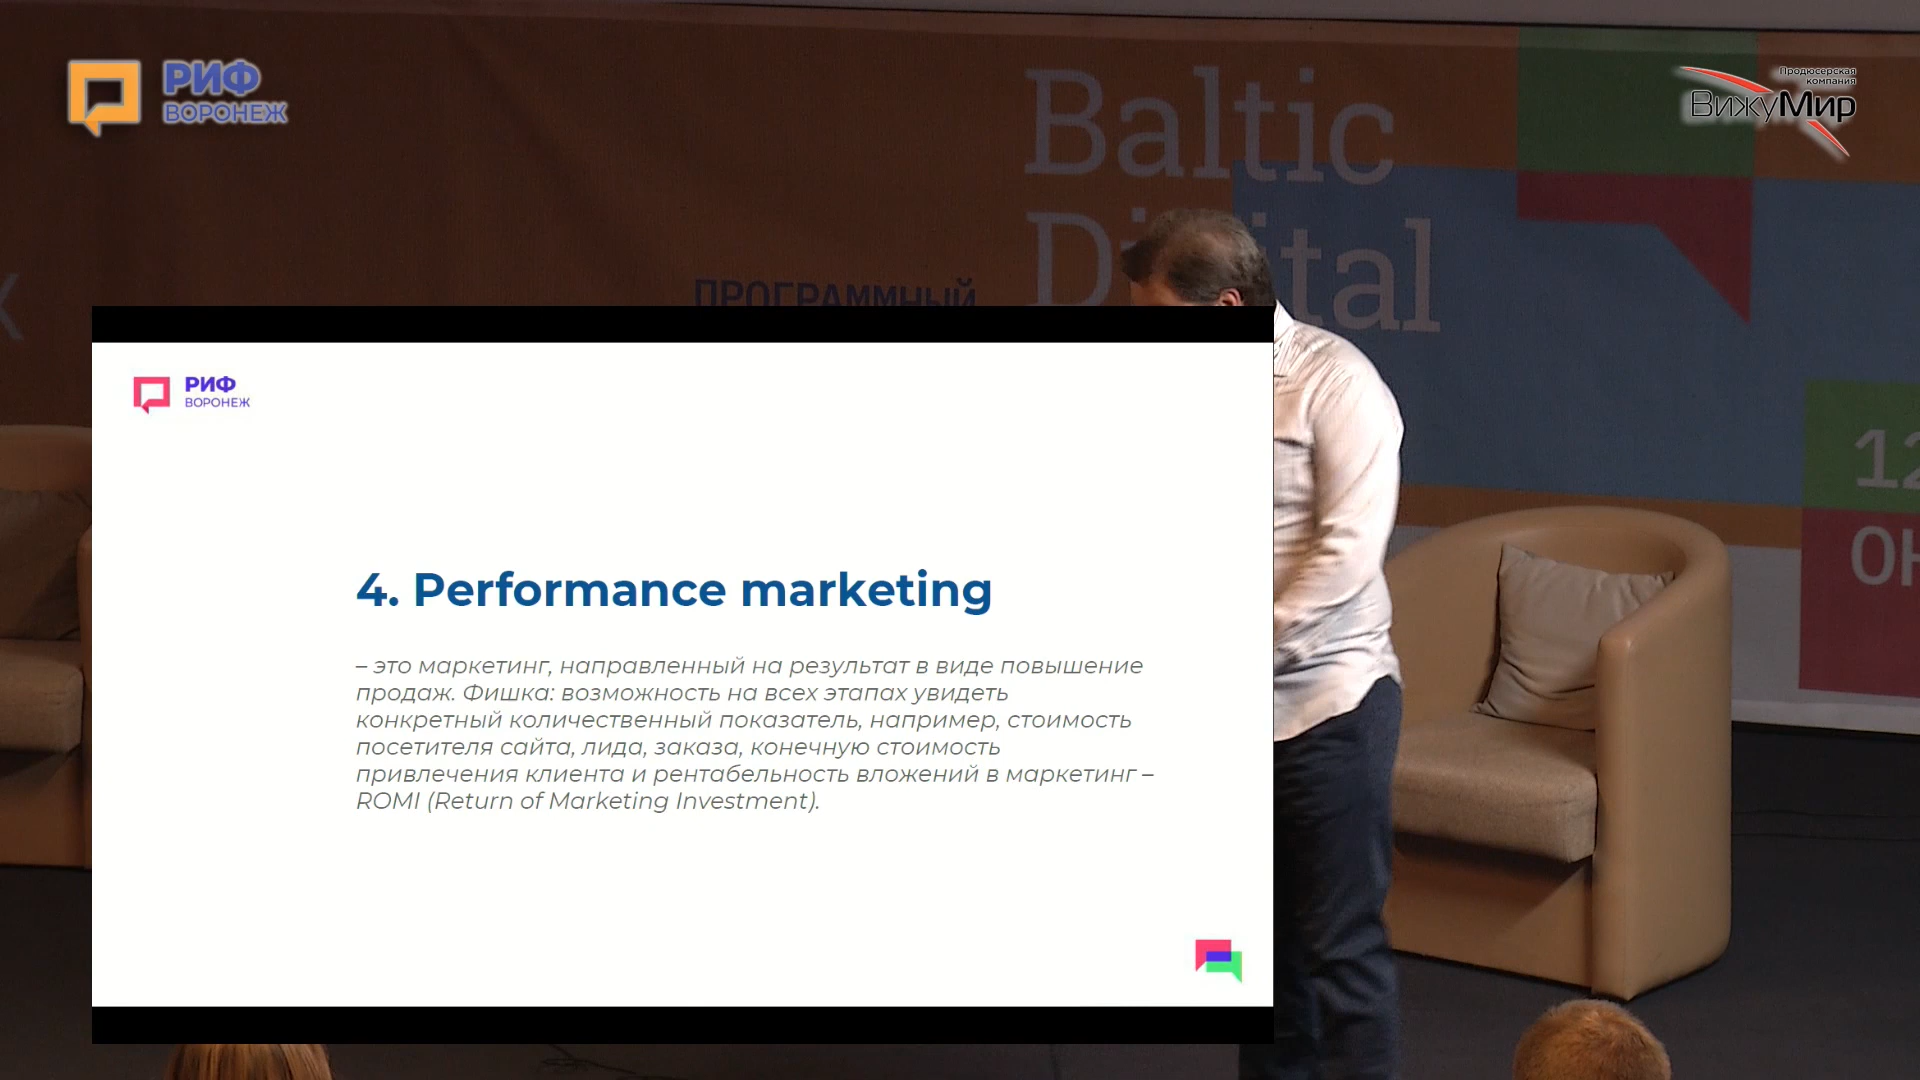 РИФ
ВОРОНЕЖ
Продюсерская
компания
ВижуМир
Baltic
ПРОГРАММНЫЙ
РИФ
ВОРОНЕЖ
4. Performance marketing
– это маркетинг, направленный на результат в виде повышение
продаж. Фишка: возможность на всех этапах увидеть
конкретный количественный показатель, например, стоимость
посетителя сайта, лида, заказа, конечную стоимость
привлечения клиента и рентабельность вложений в маркетинг –
ROMI (Return of Marketing Investment).
12